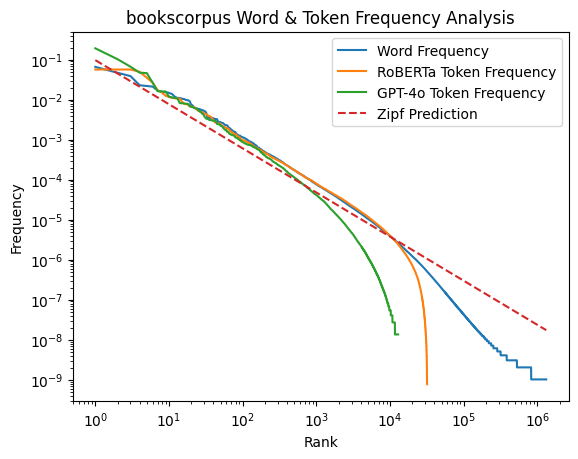 bookscorpus Word & Token Frequency Analysis
Word Frequency
RoBERTa Token Frequency
GPT-4o Token Frequency
Zipf Prediction
Frequency
10⁻¹
10⁻²
10⁻³
10⁻⁴
10⁻⁵
10⁻⁶
10⁻⁷
10⁻⁸
10⁻⁹
10⁰ 10¹ 10² 10³ 10⁴ 10⁵ 10⁶
Rank